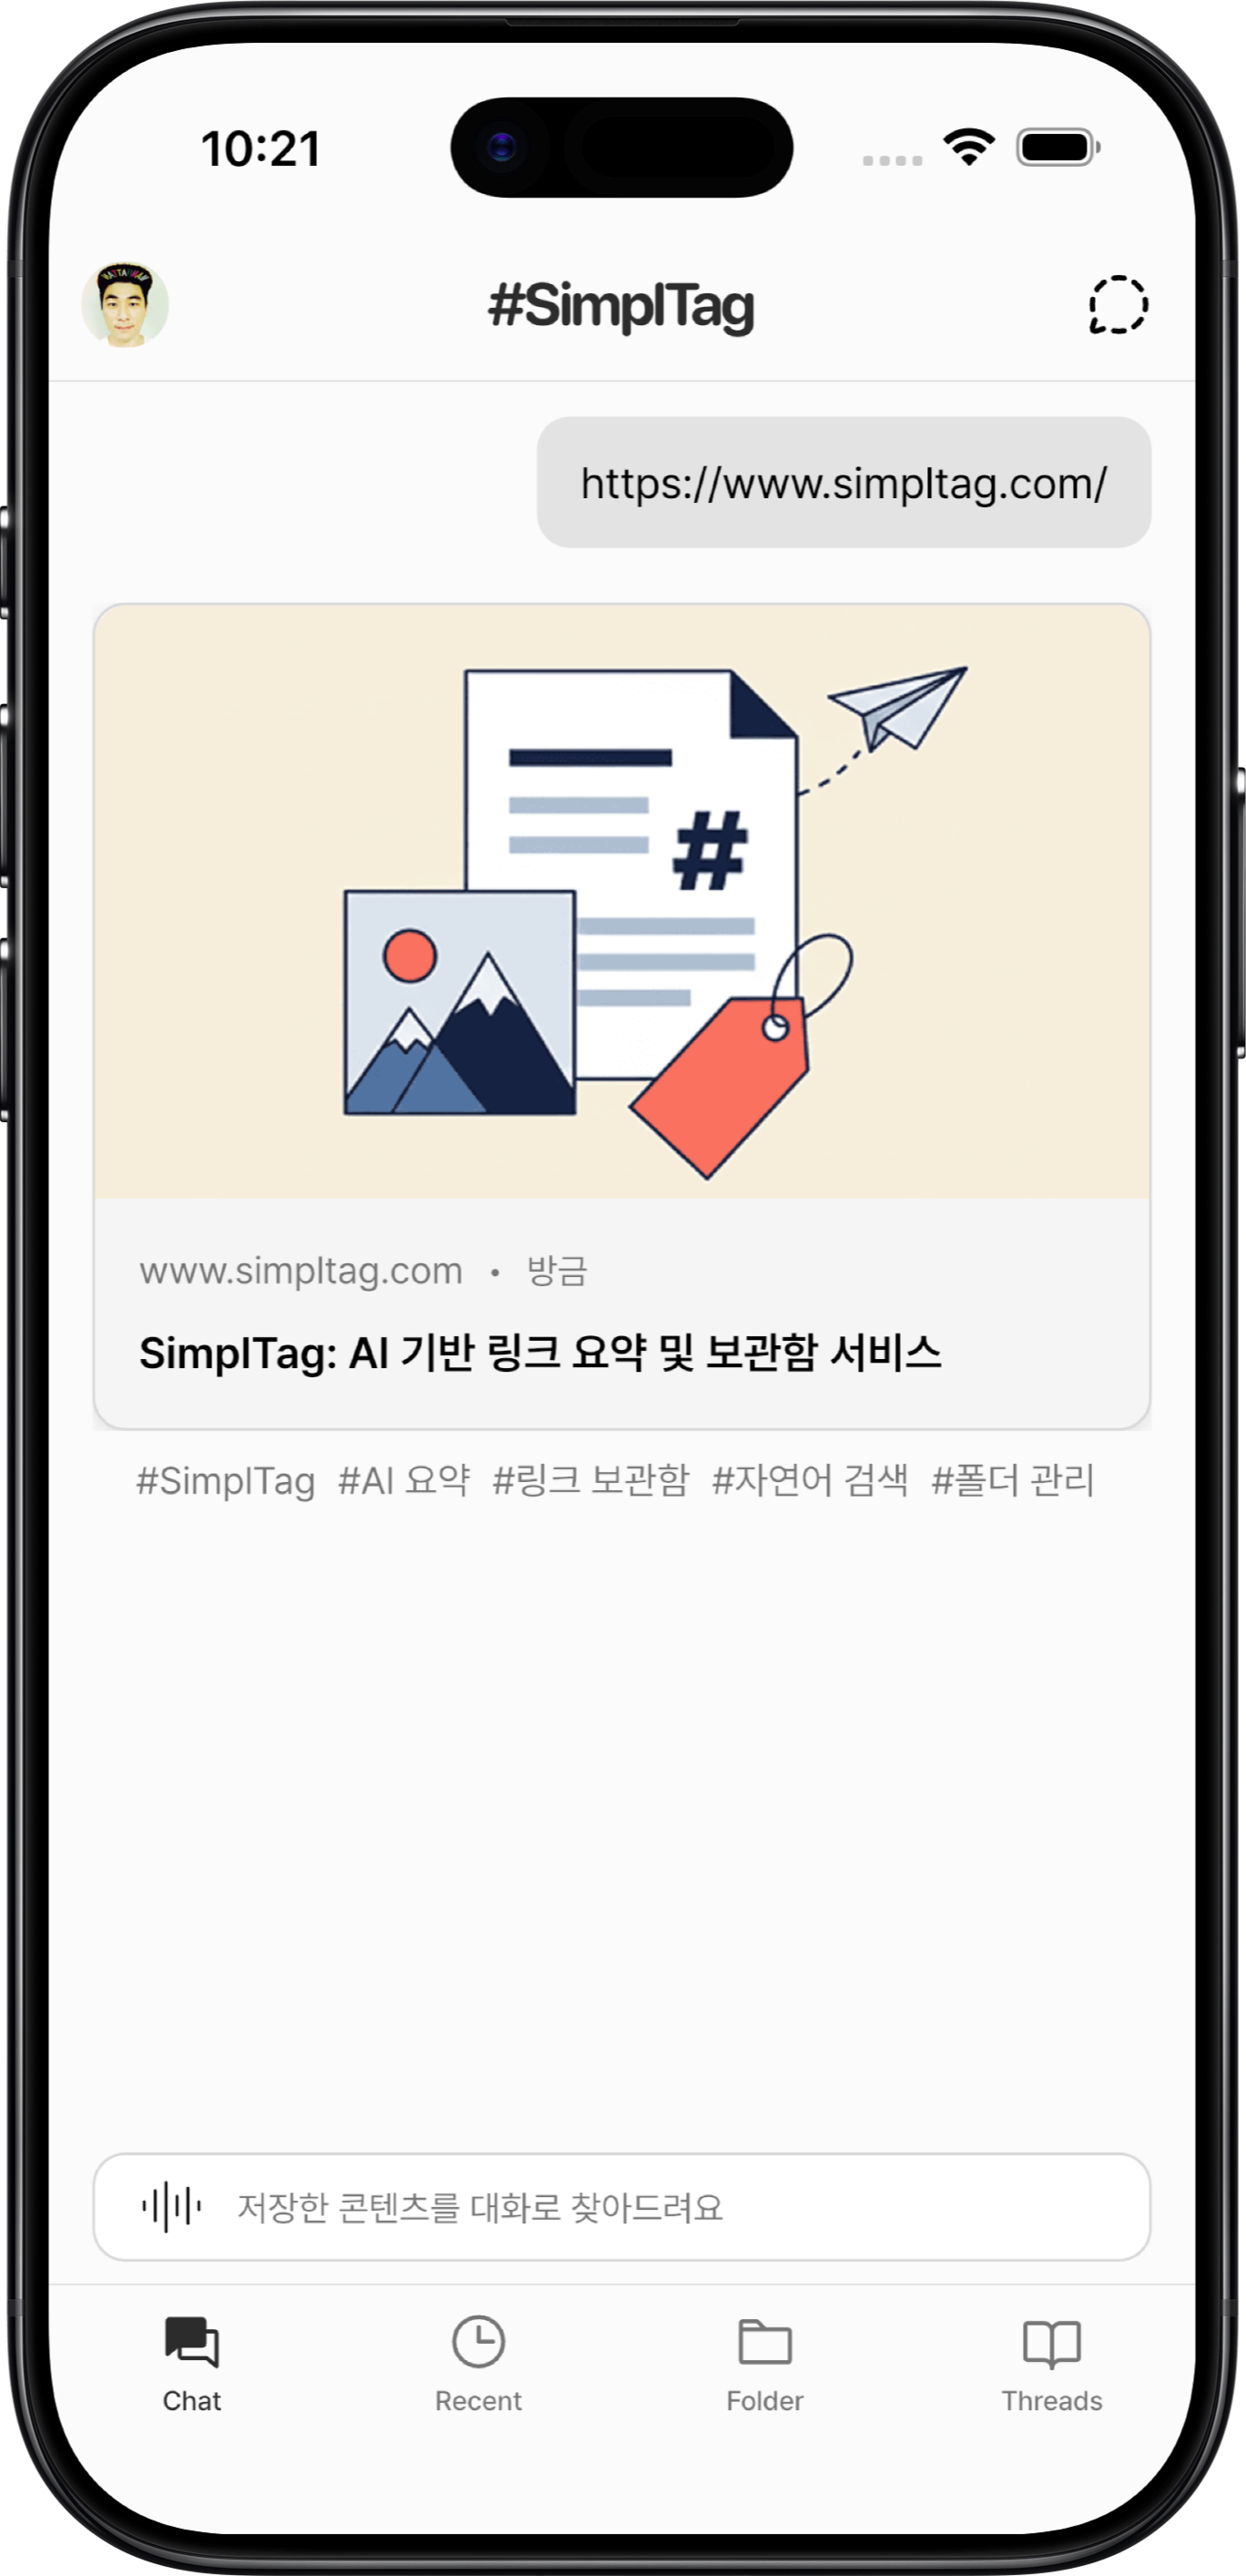 10:21
#SimplTag
https://www.simpltag.com/
#
www.simpltag.com • 방금
SimplTag: AI 기반 링크 요약 및 보관함 서비스
#SimplTag #AI 요약 #링크 보관함 #자연어 검색 #폴더 관리
저장한 콘텐츠를 대화로 찾아드려요
Chat Recent Folder Threads